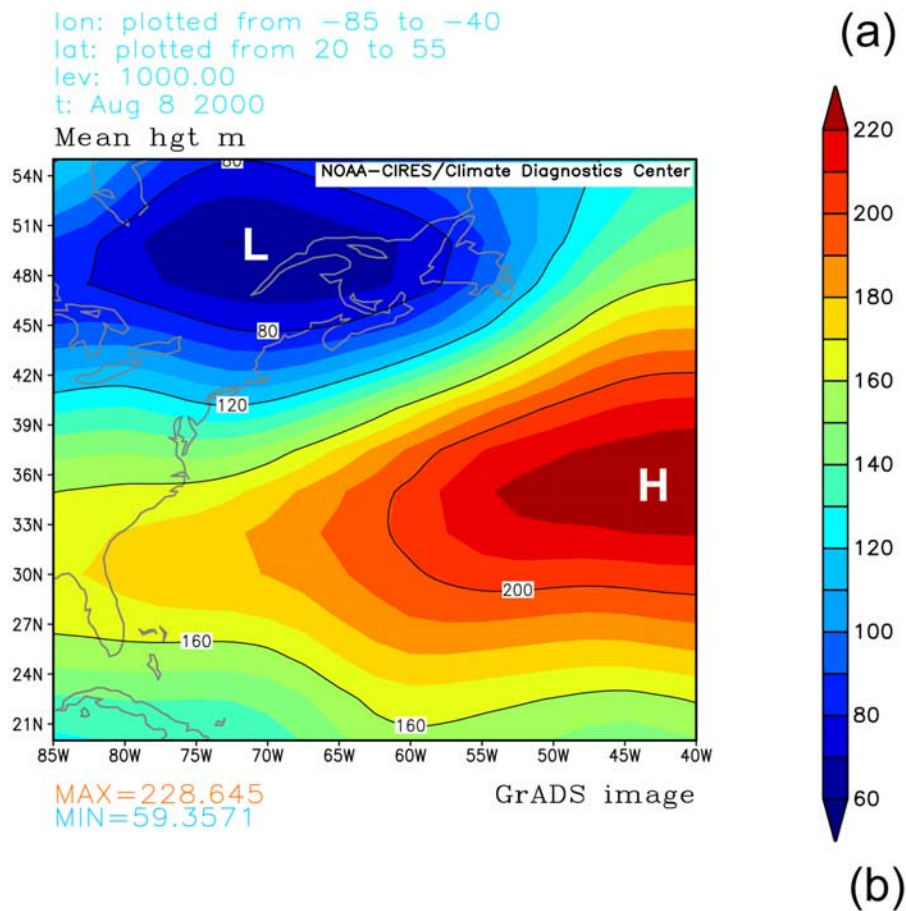 lon: plotted from -85 to -40
lat: plotted from 20 to 55
lev: 1000.00
t: Aug 8 2000
(a)
Mean hgt m
NOAA-CIRES/Climate Diagnostics Center
80
L
80
120
H
200
160
160
54N
51N
48N
45N
42N
39N
36N
33N
30N
27N
24N
21N
85W 80W 75W 70W 65W 60W 55W 50W 45W 40W
MAX=228.645
MIN=59.3571
GrADS image
220
200
180
160
140
120
100
80
60
(b)